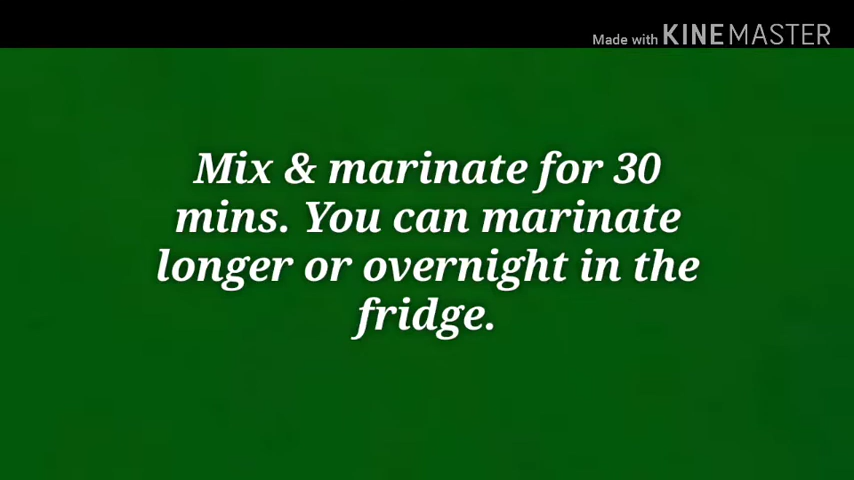 Made with KINEMASTER
Mix & marinate for 30
mins. You can marinate
longer or overnight in the
fridge.